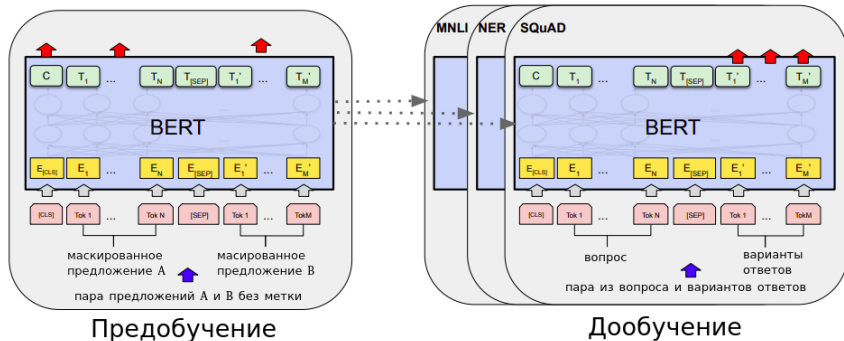 MNLI NER SQuAD
C T1 ... TN T[SEP] T1' ... TM'
BERT
E[CLS] E1 ... EN E[SEP] E1' ... EM'
[CLS] Tok 1 ... Tok N [SEP] Tok 1 ... TokM
маскированное предложение A
масированное предложение B
пара предложений A и B без метки
Предобучение
C T1 ... TN T[SEP] T1' ... TM'
BERT
E[CLS] E1 ... EN E[SEP] E1' ... EM'
[CLS] Tok 1 ... Tok N [SEP] Tok 1 ... TokM
вопрос
варианты ответов
пара из вопроса и вариантов ответов
Дообучение